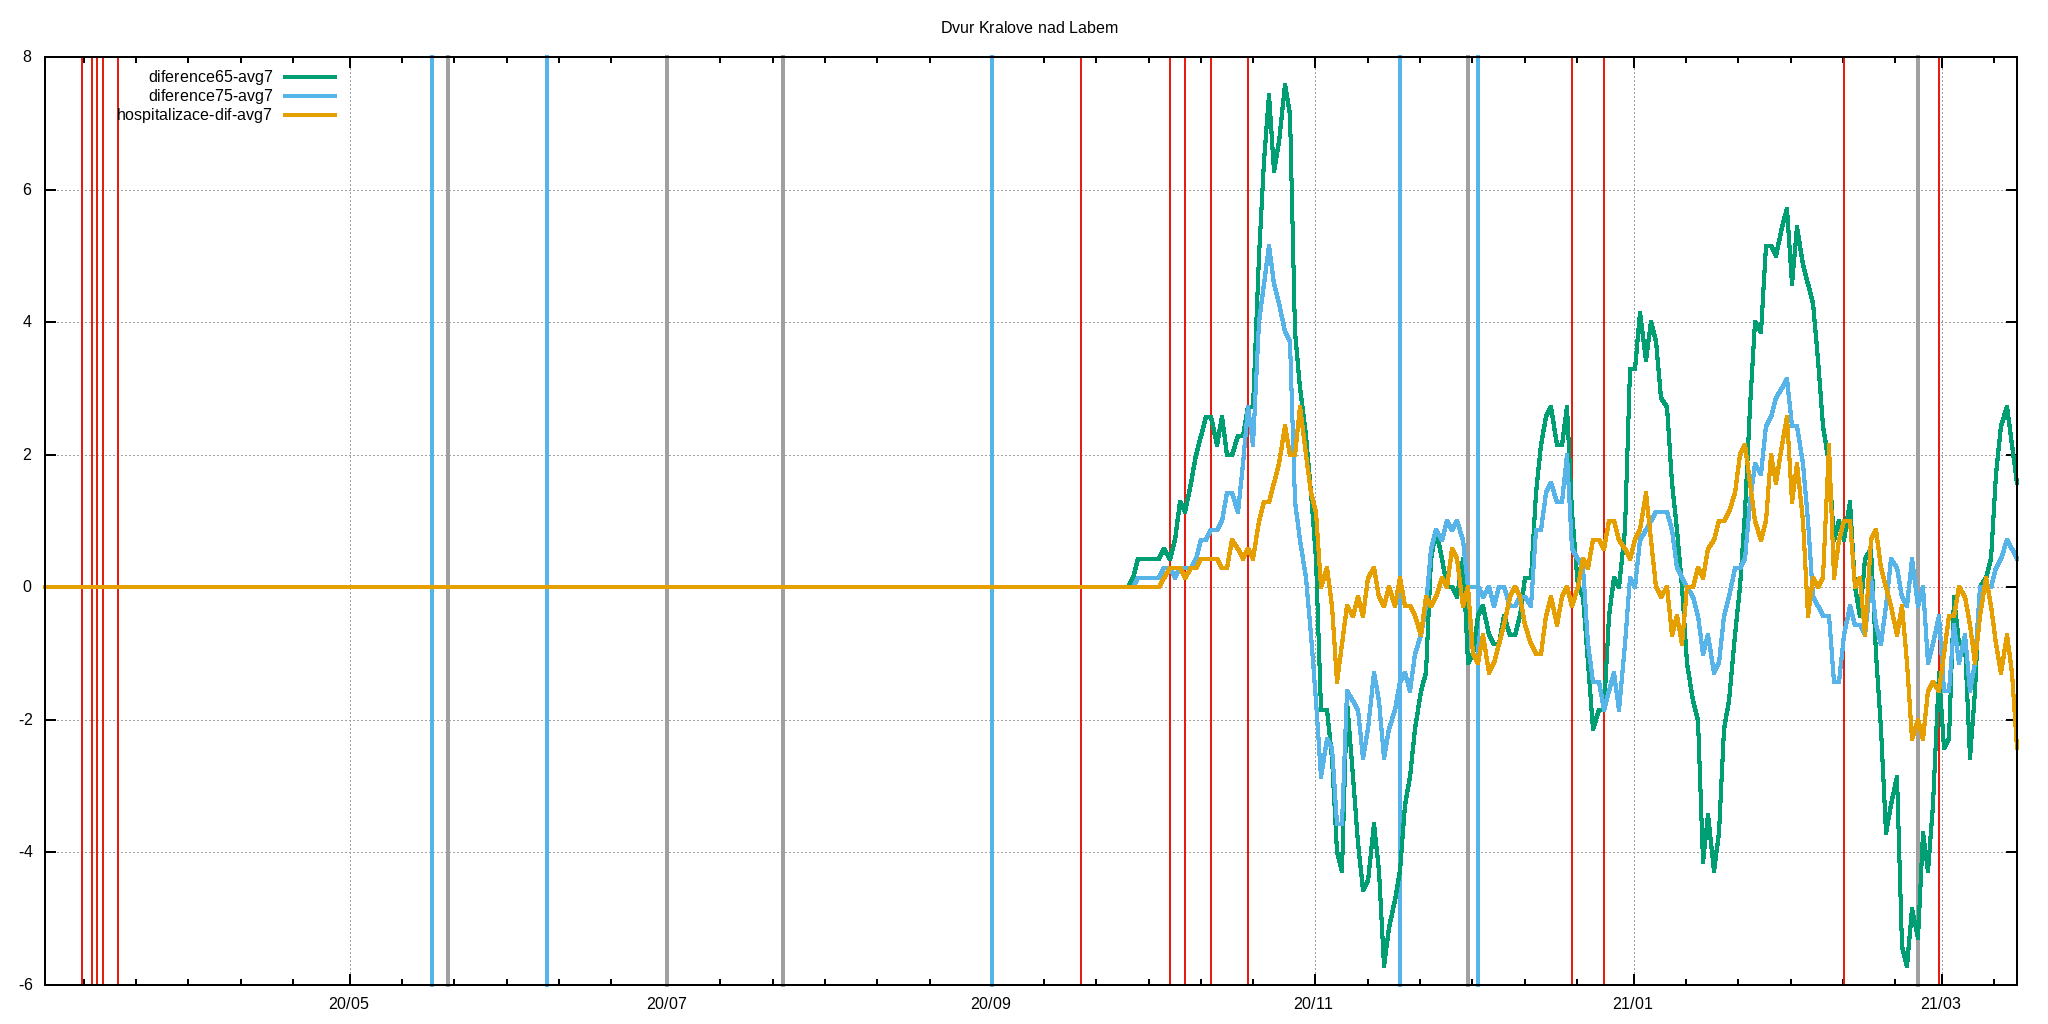 Dvur Kralove nad Labem
diference65-avg7
diference75-avg7
hospitalizace-dif-avg7
8
6
4
2
0
-2
-4
-6
20/05 20/07 20/09 20/11 21/01 21/03